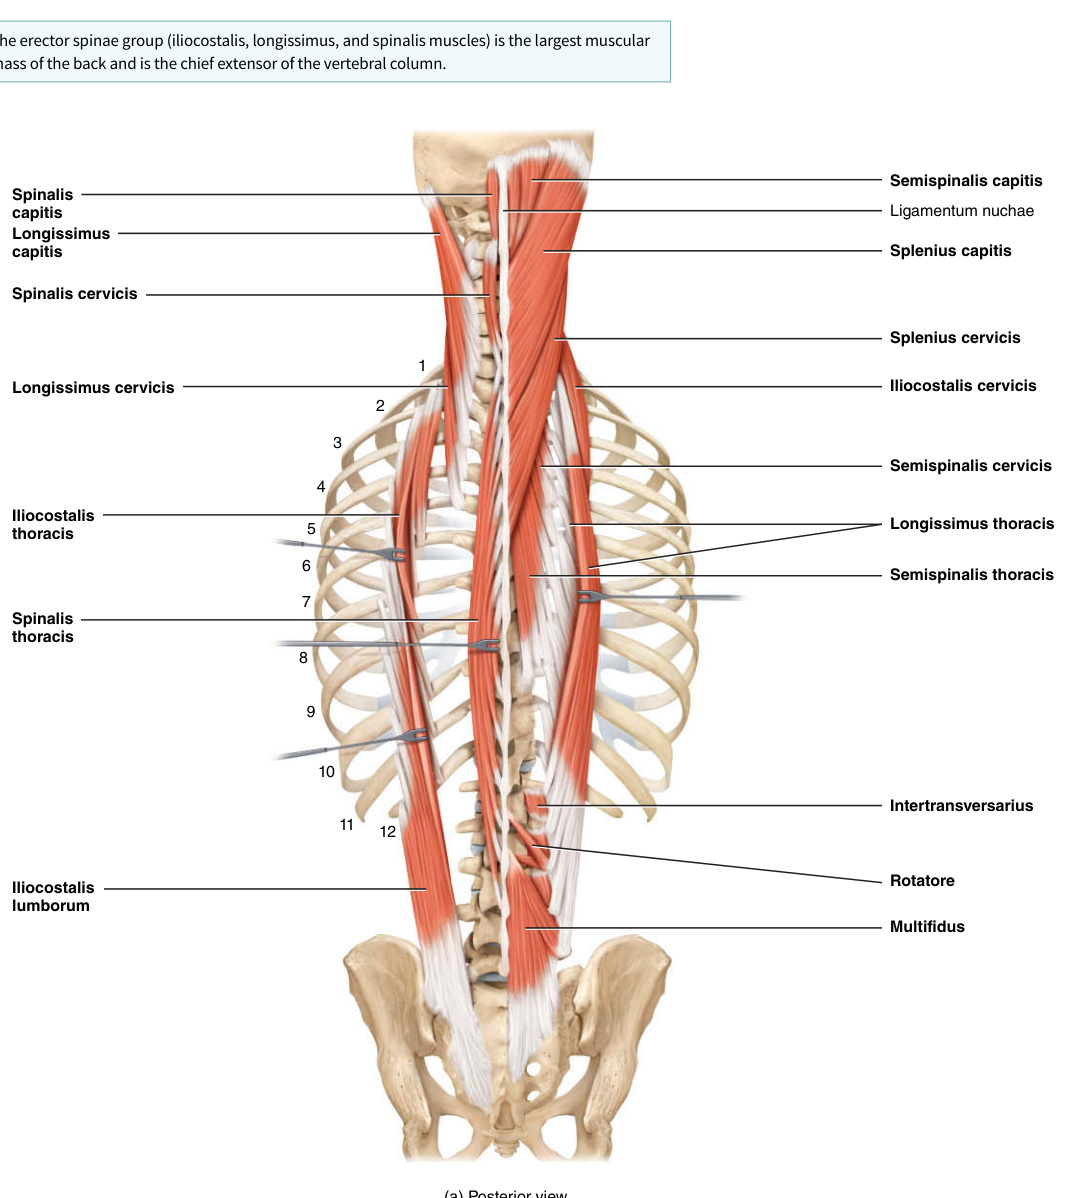 he erector spinae group (iliocostalis, longissimus, and spinalis muscles) is the largest muscular
nass of the back and is the chief extensor of the vertebral column.
Spinalis
capitis
Longissimus
capitis
Spinalis cervicis
Longissimus cervicis
Iliocostalis
thoracis
Spinalis
thoracis
Iliocostalis
lumborum
1
2
3
4
5
6
7
8
9
10
11
12
Semispinalis capitis
Ligamentum nuchae
Splenius capitis
Splenius cervicis
Iliocostalis cervicis
Semispinalis cervicis
Longissimus thoracis
Semispinalis thoracis
Intertransversarius
Rotatore
Multifidus
(a) Posterior view